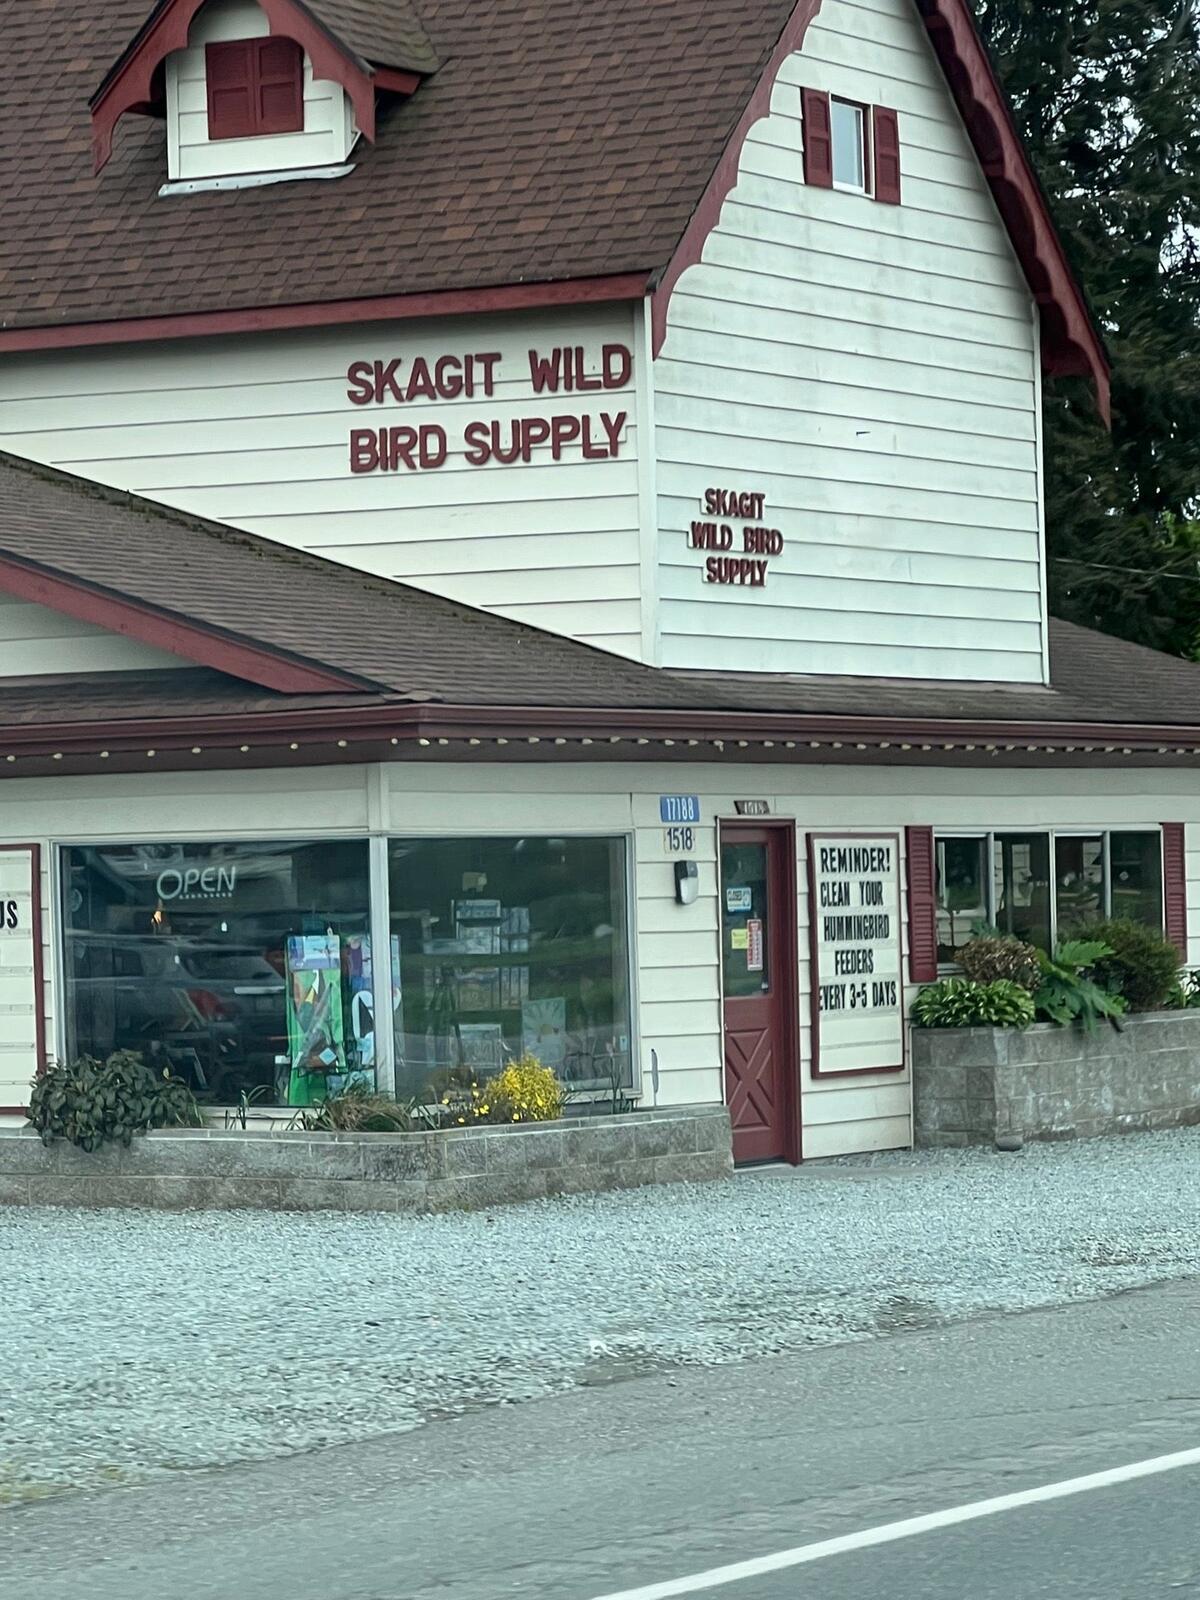 SKAGIT WILD
BIRD SUPPLY
SKAGIT
WILD BIRD
SUPPLY
17188
1518
OPEN
US
REMINDER!
CLEAN YOUR
HUMMINGBIRD
FEEDERS
EVERY 3-5 DAYS